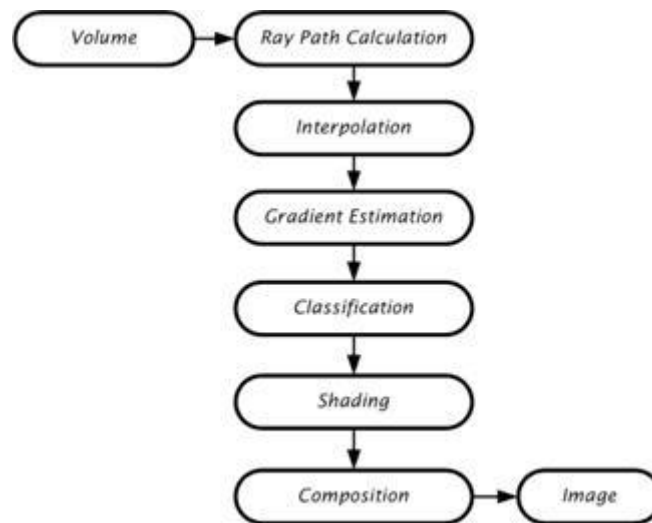 Volume
Ray Path Calculation
Interpolation
Gradient Estimation
Classification
Shading
Composition
Image